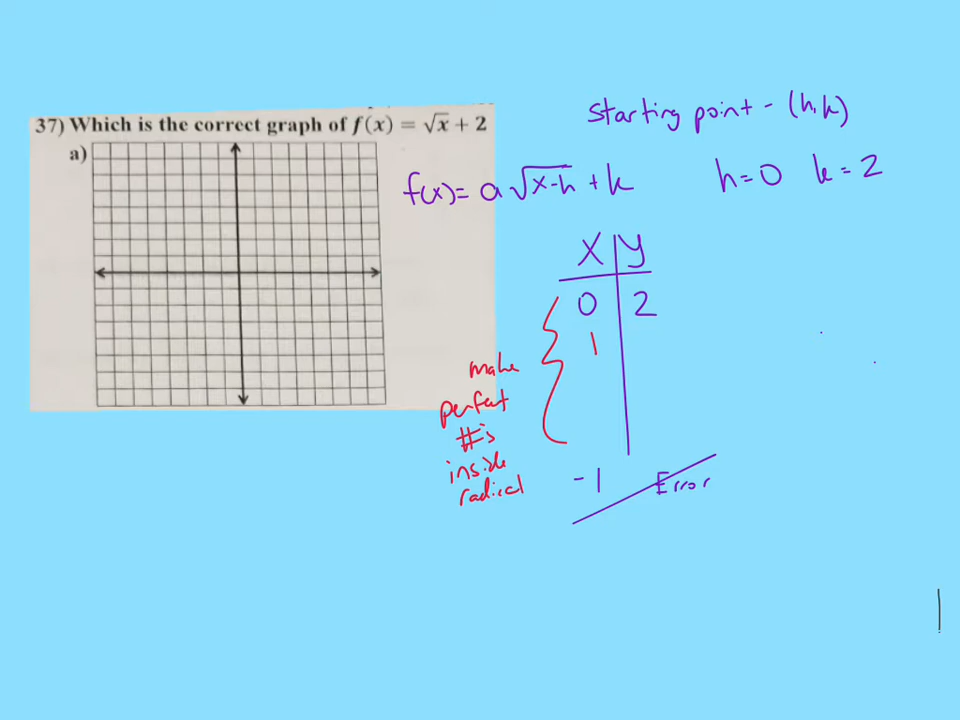 starting point - (h,k)
37) Which is the correct graph of f(x) = √x + 2
a)
f(x)= a √x-h + k
h=0 k=2
X Y
0 2
1
make
perfect
#'s
inside
radical
-1 Error